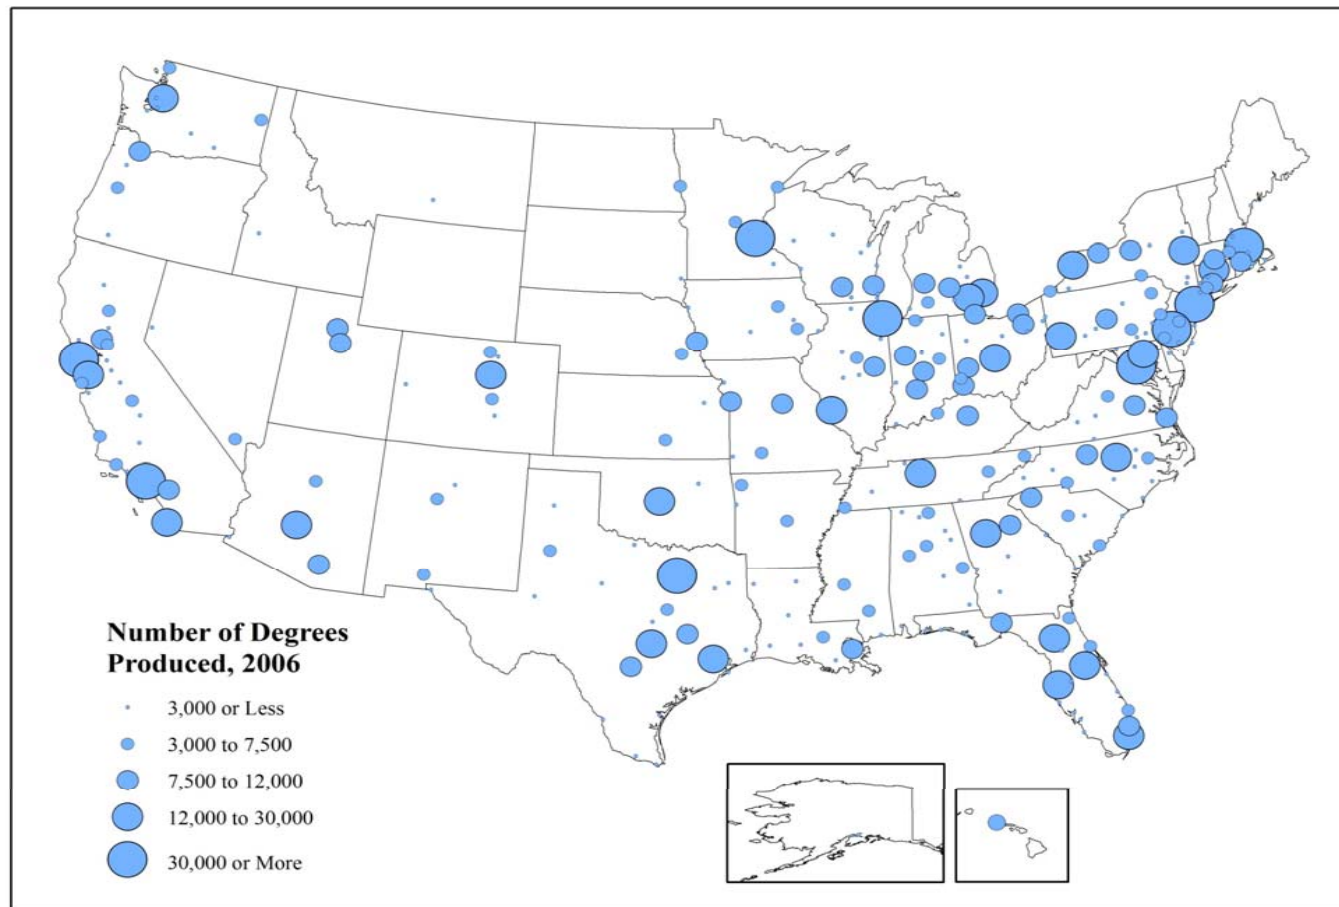 Number of Degrees
Produced, 2006
3,000 or Less
3,000 to 7,500
7,500 to 12,000
12,000 to 30,000
30,000 or More